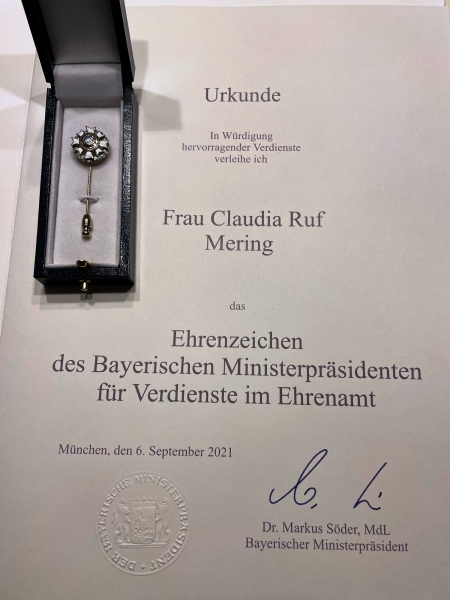 Urkunde
In Würdigung
hervorragender Verdienste
verleihe ich
Frau Claudia Ruf
Mering
das
Ehrenzeichen
des Bayerischen Ministerpräsidenten
für Verdienste im Ehrenamt
München, den 6. September 2021
DER BAYERISCHE MINISTERPRÄSIDENT
Dr. Markus Söder, MdL
Bayerischer Ministerpräsident